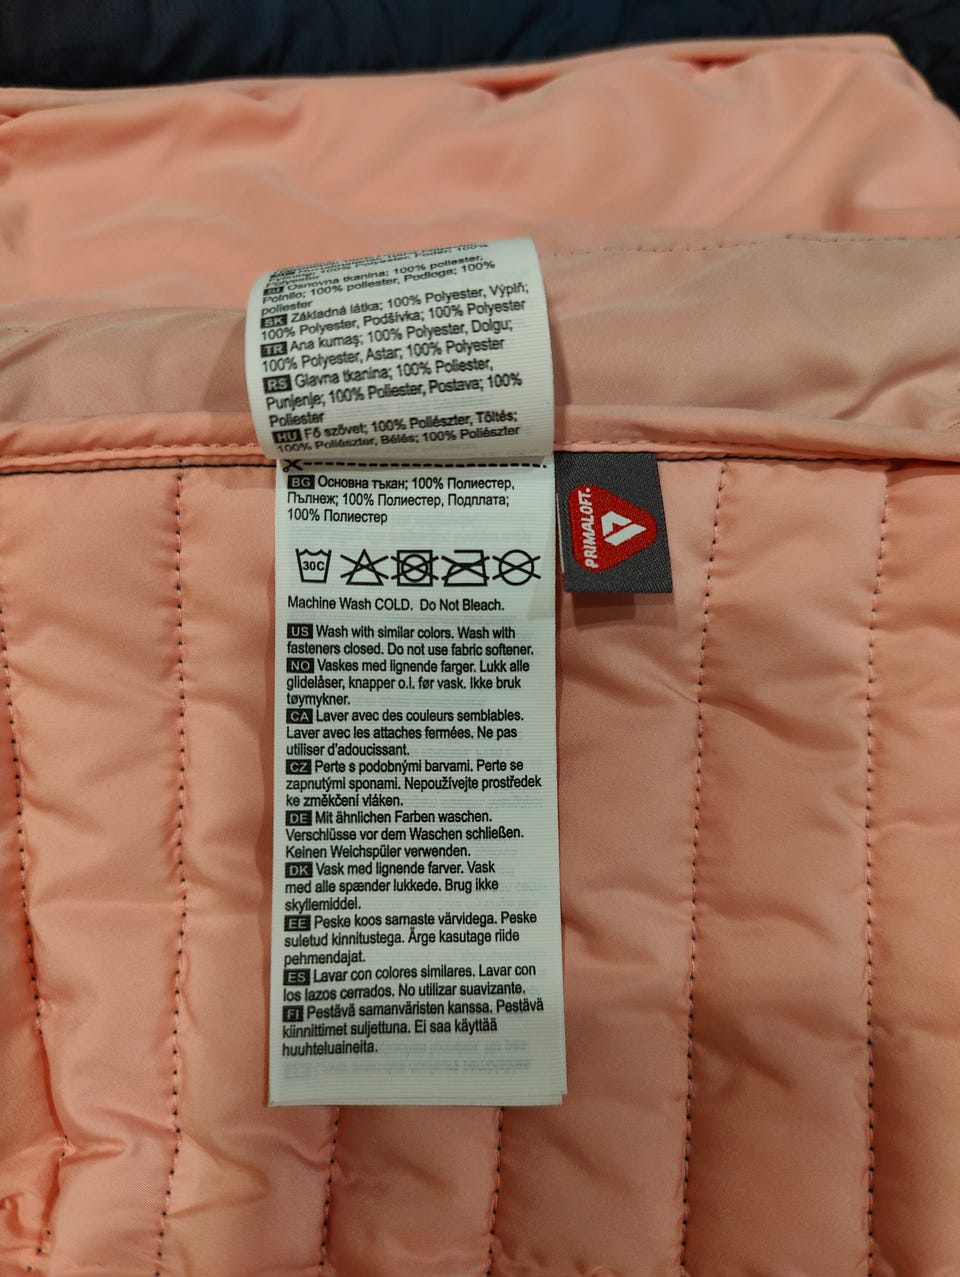 Polyester
SI Osnovna tkanina; 100% poliester,
Polnilo; 100% poliester, Podloga; 100%
poliester
SK Základná látka; 100% Polyester, Výplň;
100% Polyester, Podšívka; 100% Polyester
TR Ana kumaş; 100% Polyester, Dolgu;
100% Polyester, Astar; 100% Polyester
RS Glavna tkanina; 100% Poliester,
Punjenje; 100% Poliester, Postava; 100%
Poliester
HU Fő szövet; 100% Poliészter, Töltés;
100% Poliészter, Bélés; 100% Poliészter
BG Основна тъкан; 100% Полиестер,
Пълнеж; 100% Полиестер, Подплата;
100% Полиестер
PRIMALOFT.
30C
Machine Wash COLD. Do Not Bleach.
US Wash with similar colors. Wash with
fasteners closed. Do not use fabric softener.
NO Vaskes med lignende farger. Lukk alle
glidelåser, knapper o.l. før vask. Ikke bruk
tøymykner.
CA Laver avec des couleurs semblables.
Laver avec les attaches fermées. Ne pas
utiliser d'adoucissant.
CZ Perte s podobnými barvami. Perte se
zapnutými sponami. Nepoužívejte prostředek
ke změkčení vláken.
DE Mit ähnlichen Farben waschen.
Verschlüsse vor dem Waschen schließen.
Keinen Weichspüler verwenden.
DK Vask med lignende farver. Vask
med alle spænder lukkede. Brug ikke
skyllemiddel.
EE Peske koos samaste värvidega. Peske
suletud kinnitustega. Ärge kasutage riide
pehmendajat.
ES Lavar con colores similares. Lavar con
los lazos cerrados. No utilizar suavizante.
FI Pestävä samanväristen kanssa. Pestävä
kiinnittimet suljettuna. Ei saa käyttää
huuhteluaineita.